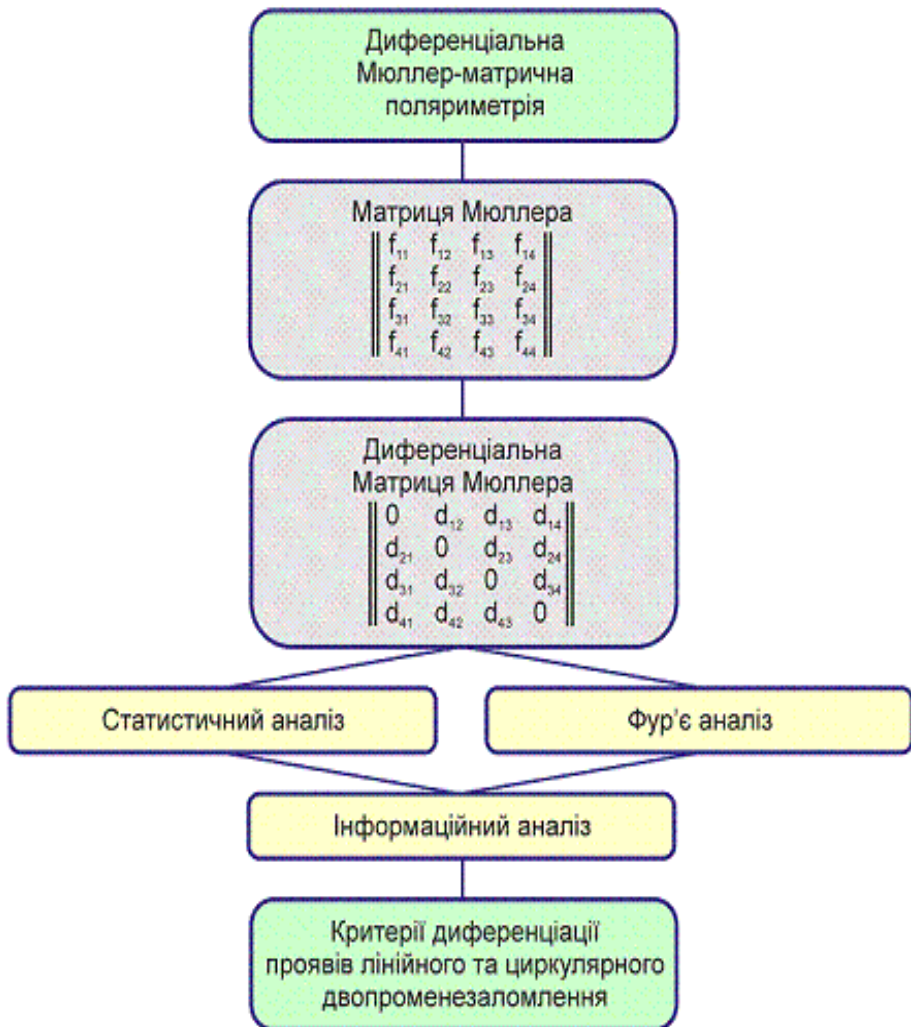 Диференціальна
Мюллер-матрична
поляриметрія
Матриця Мюллера
f₁₁ f₁₂ f₁₃ f₁₄
f₂₁ f₂₂ f₂₃ f₂₄
f₃₁ f₃₂ f₃₃ f₃₄
f₄₁ f₄₂ f₄₃ f₄₄
Диференціальна
Матриця Мюллера
0 d₁₂ d₁₃ d₁₄
d₂₁ 0 d₂₃ d₂₄
d₃₁ d₃₂ 0 d₃₄
d₄₁ d₄₂ d₄₃ 0
Статистичний аналіз
Фур'є аналіз
Інформаційний аналіз
Критерії диференціації
проявів лінійного та циркулярного
двопроменезаломлення